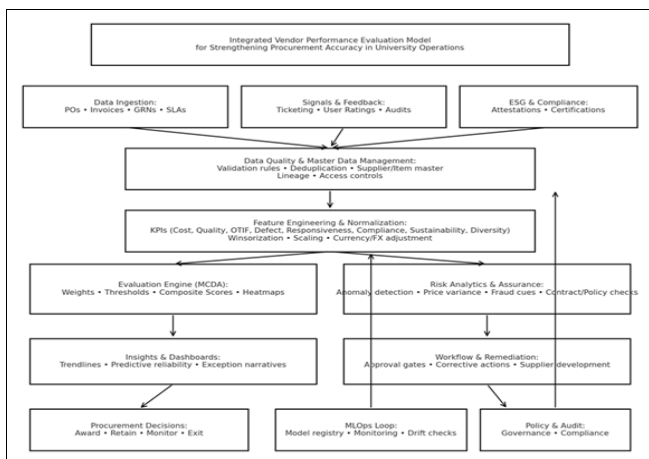 Integrated Vendor Performance Evaluation Model
for Strengthening Procurement Accuracy in University Operations
Data Ingestion:
POs • Invoices • GRNs • SLAs
Signals & Feedback:
Ticketing • User Ratings • Audits
ESG & Compliance:
Attestations • Certifications
Data Quality & Master Data Management:
Validation rules • Deduplication • Supplier/Item master
Lineage • Access controls
Feature Engineering & Normalization:
KPIs (Cost, Quality, OTIF, Defect, Responsiveness, Compliance, Sustainability, Diversity)
Winsorization • Scaling • Currency/FX adjustment
Evaluation Engine (MCDA):
Weights • Thresholds • Composite Scores • Heatmaps
Risk Analytics & Assurance:
Anomaly detection • Price variance • Fraud cues • Contract/Policy checks
Insights & Dashboards:
Trendlines • Predictive reliability • Exception narratives
Workflow & Remediation:
Approval gates • Corrective actions • Supplier development
Procurement Decisions:
Award • Retain • Monitor • Exit
MLOps Loop:
Model registry • Monitoring • Drift checks
Policy & Audit:
Governance • Compliance